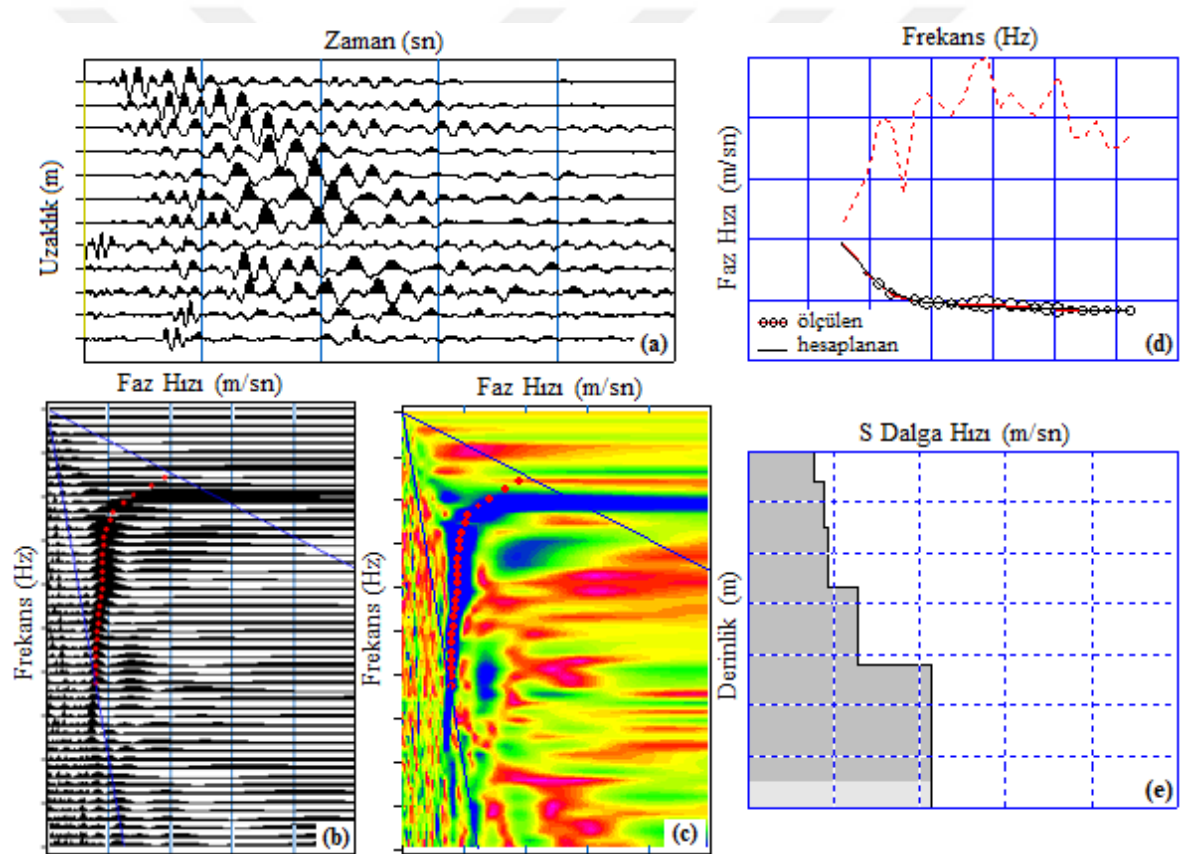 Zaman (sn)
Uzaklık (m)
(a)
Frekans (Hz)
Faz Hızı (m/sn)
ölçülen
hesaplanan
(d)
Faz Hızı (m/sn)
Frekans (Hz)
(b)
Faz Hızı (m/sn)
Frekans (Hz)
(c)
S Dalga Hızı (m/sn)
Derinlik (m)
(e)